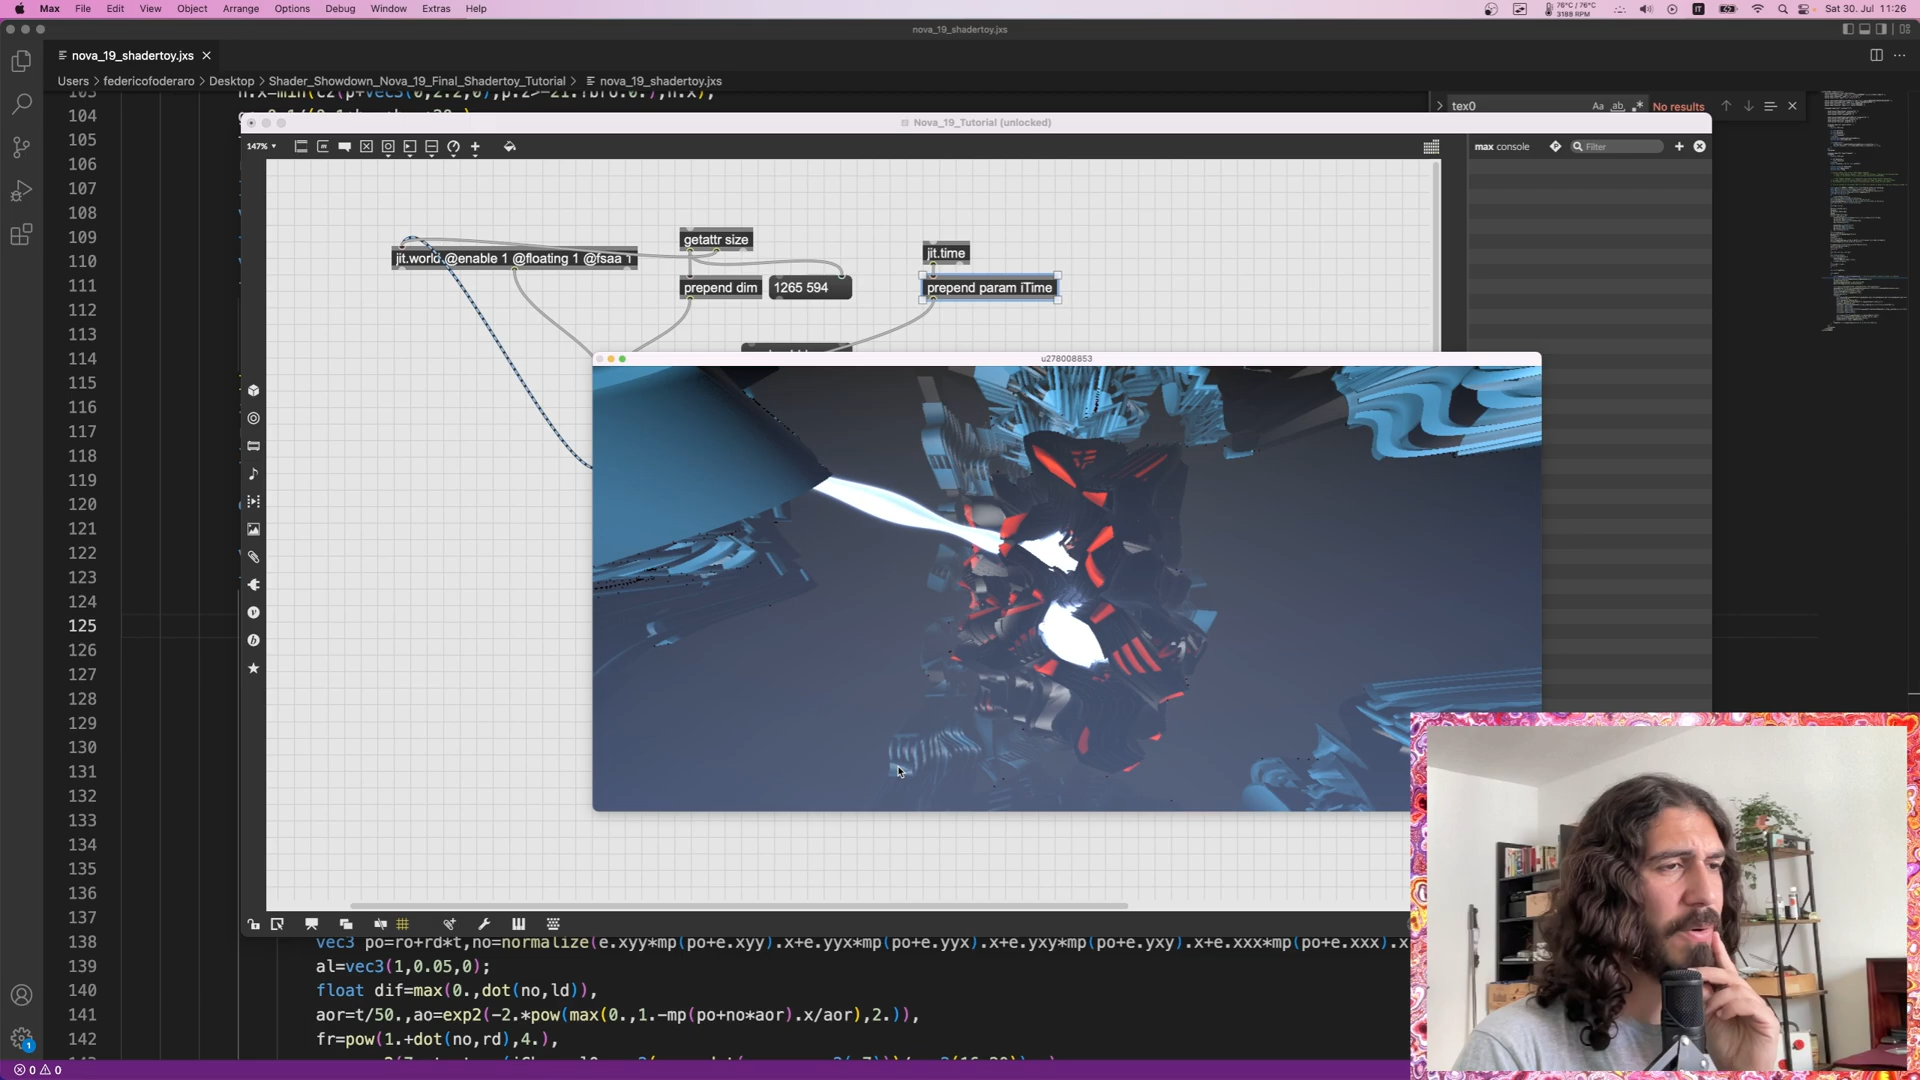 Max File Edit View Object Arrange Options Debug Window Extras Help
76°C / 76°C
3188 RPM
Sat 30. Jul 11:26
nova_19_shadertoy.jxs
nova_19_shadertoy.jxs
Users > federicofoderaro > Desktop > Shader_Showdown_Nova_19_Final_Shadertoy_Tutorial > nova_19_shadertoy.jxs
tex0 Aa ab No results
103
104
Nova_19_Tutorial (unlocked)
147%
max console Filter
105
106
107
108
109
110
111
112
113
114
115
116
117
118
119
120
121
122
123
124
125
126
127
128
129
130
131
132
133
134
135
136
137
getattr size
jit.world @enable 1 @floating 1 @fsaa 1
jit.time
prepend dim 1265 594
prepend param iTime
u278008853
138 vec3 po=ro+rd*t,no=normalize(e.xyy*mp(po+e.xyy).x+e.yyx*mp(po+e.yyx).x+e.yxy*mp(po+e.yxy).x+e.xxx*mp(po+e.xxx).x
139 al=vec3(1,0.05,0);
140 float dif=max(0.,dot(no,ld)),
141 aor=t/50.,ao=exp2(-2.*pow(max(0.,1.-mp(po+no*aor).x/aor),2.)),
142 fr=pow(1.+dot(no,rd),4.),
1
0 0